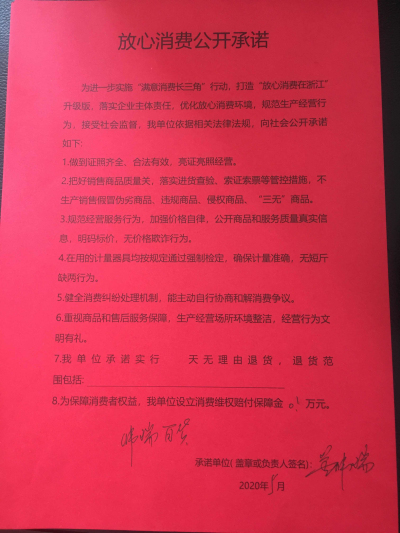 放心消费公开承诺
为进一步实施“满意消费长三角”行动，打造“放心消费在浙江”
升级版，落实企业主体责任，优化放心消费环境，规范生产经营行
为，接受社会监督，我单位依据相关法律法规，向社会公开承诺
如下：
1.做到证照齐全、合法有效，亮证亮照经营。
2.把好销售商品质量关，落实进货查验、索证索票等管控措施，不
生产销售假冒伪劣商品、违规商品、侵权商品、“三无”商品。
3.规范经营服务行为，加强价格自律，公开商品和服务质量真实信
息，明码标价，无价格欺诈行为。
4.在用的计量器具均按规定通过强制检定，确保计量准确，无短斤
缺两行为。
5.健全消费纠纷处理机制，能主动自行协商和解消费争议。
6.重视商品和售后服务保障，生产经营场所环境整洁，经营行为文
明有礼。
7.我单位承诺实行 天无理由退货，退货范
围包括:
8.为保障消费者权益，我单位设立消费维权赔付保障金 万元。
百货
承诺单位(盖章或负责人签名):
2020年5月